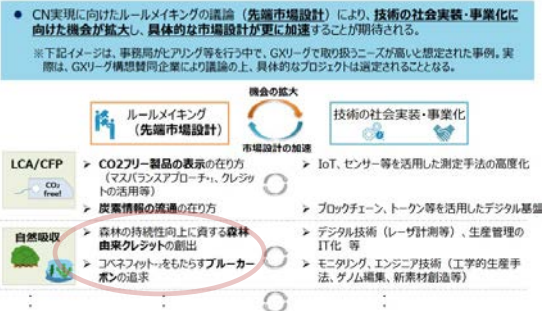 ● CN実現に向けたルールメイキングの議論（先端市場設計）により、技術の社会実装・事業化に
向けた機会が拡大し、具体的な市場設計が更に加速することが期待される。
※下記イメージは、事務局がヒアリング等を行う中で、GXリーグで取り扱うニーズが高いと想定された事例。実
際は、GXリーグ構想賛同企業により議論の上、具体的なプロジェクトは選定されることとなる。
機会の拡大
ルールメイキング
（先端市場設計）
技術の社会実装・事業化
市場設計の加速
LCA/CFP
CO₂
free!
➢ CO2フリー製品の表示の在り方
（マスバランスアプローチ*1、クレジッ
トの活用等）
➢ 炭素情報の流通の在り方
➢ IoT、センサー等を活用した測定手法の高度化
➢ ブロックチェーン、トークン等を活用したデジタル基盤
自然吸収
➢ 森林の持続性向上に資する森林
由来クレジットの創出
➢ コベネフィット*2をもたらすブルーカー
ボンの追求
➢ デジタル技術（レーザ計測等）、生産管理の
IT化 等
➢ モニタリング、エンジニア技術（工学的生産手
法、ゲノム編集、新素材創造等）
：
：
：